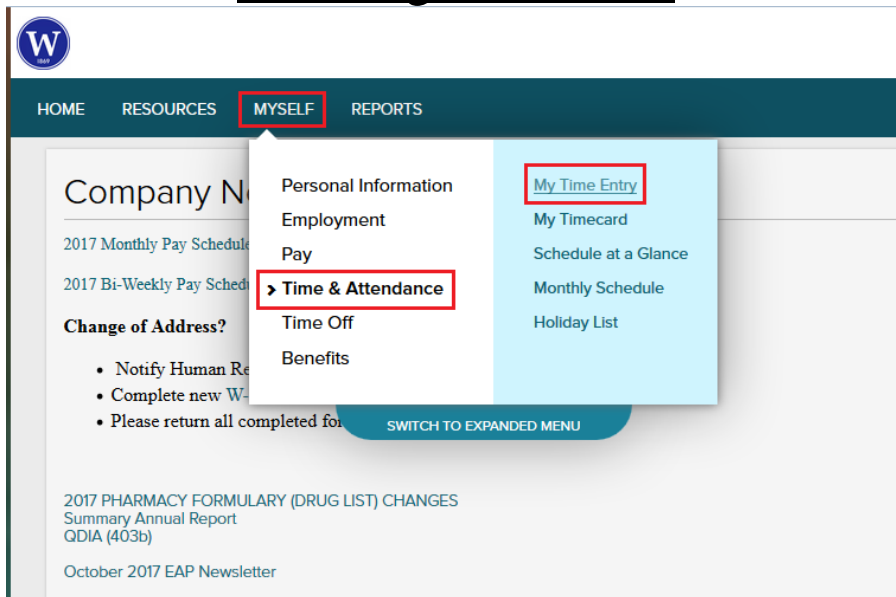 W
1869
HOME RESOURCES MYSELF REPORTS
Company N
2017 Monthly Pay Schedule
2017 Bi-Weekly Pay Sched
Change of Address?
• Notify Human Re
• Complete new W-
• Please return all completed for
Personal Information
Employment
Pay
› Time & Attendance
Time Off
Benefits
My Time Entry
My Timecard
Schedule at a Glance
Monthly Schedule
Holiday List
SWITCH TO EXPANDED MENU
2017 PHARMACY FORMULARY (DRUG LIST) CHANGES
Summary Annual Report
QDIA (403b)
October 2017 EAP Newsletter